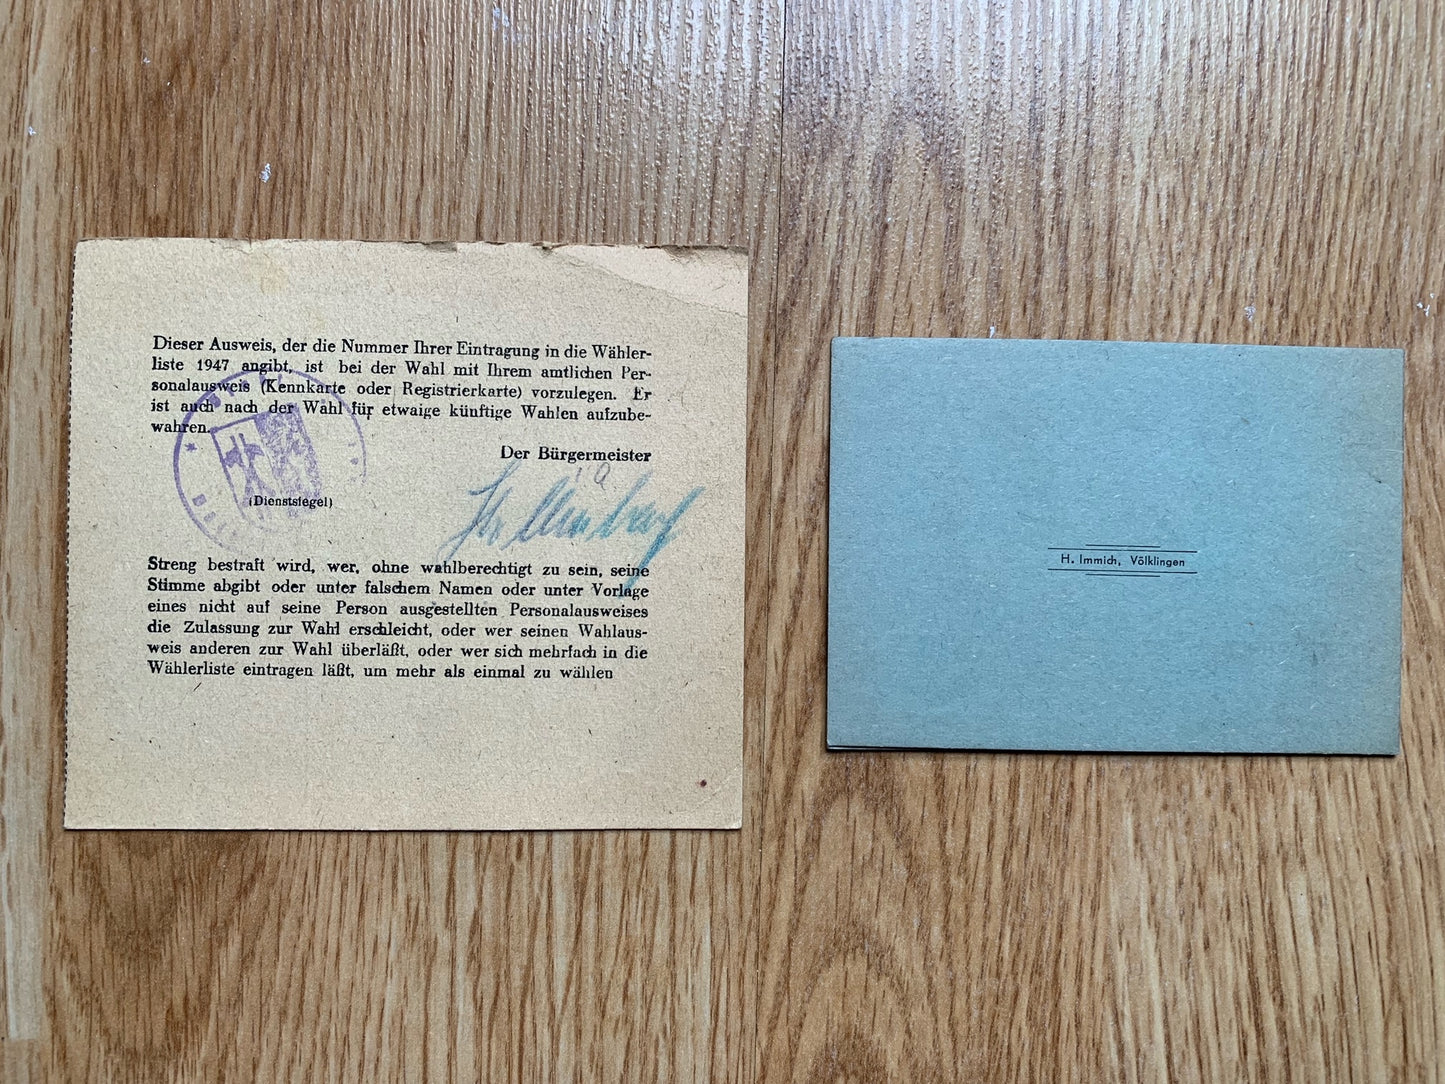 Dieser Ausweis, der die Nummer Ihrer Eintragung in die Wähler-
liste 1947 angibt, ist bei der Wahl mit Ihrem amtlichen Per-
sonalausweis (Kennkarte oder Registrierkarte) vorzulegen. Er
ist auch nach der Wahl für etwaige künftige Wahlen aufzube-
wahren.
Der Bürgermeister
(Dienstsiegel)
Streng bestraft wird, wer, ohne wahlberechtigt zu sein, seine
Stimme abgibt oder unter falschem Namen oder unter Vorlage
eines nicht auf seine Person ausgestellten Personalausweises
die Zulassung zur Wahl erschleicht, oder wer seinen Wahlaus-
weis anderen zur Wahl überläßt, oder wer sich mehrfach in die
Wählerliste eintragen läßt, um mehr als einmal zu wählen
H. Immich, Völklingen